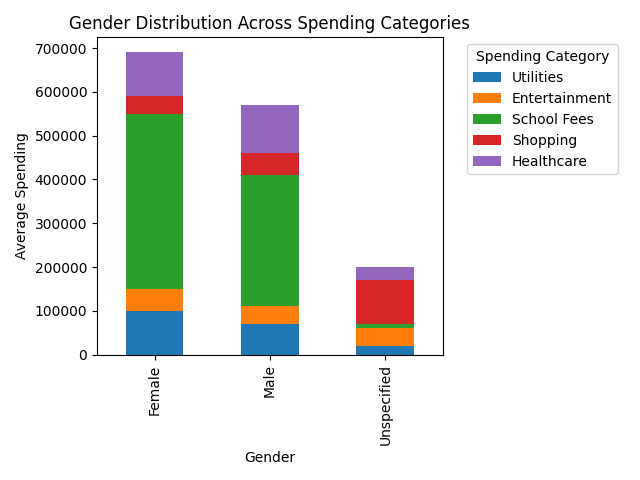 Gender Distribution Across Spending Categories
Average Spending
700000
600000
500000
400000
300000
200000
100000
0
Female
Male
Unspecified
Gender
Spending Category
Utilities
Entertainment
School Fees
Shopping
Healthcare